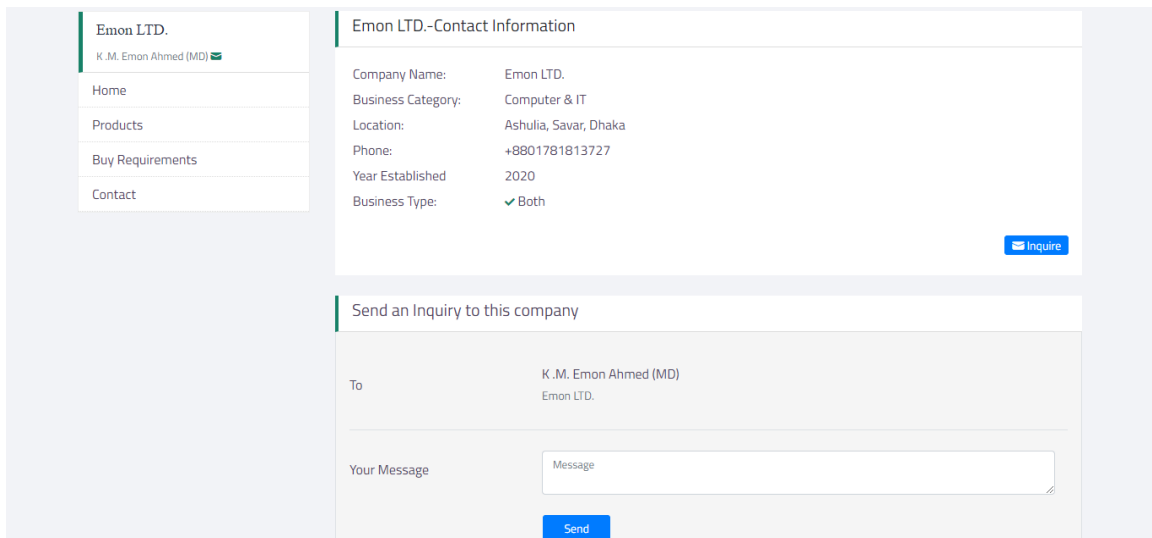 Emon LTD.
K .M. Emon Ahmed (MD)
Home
Products
Buy Requirements
Contact
Emon LTD.-Contact Information
Company Name: Emon LTD.
Business Category: Computer & IT
Location: Ashulia, Savar, Dhaka
Phone: +8801781813727
Year Established 2020
Business Type: Both
Inquire
Send an Inquiry to this company
To K .M. Emon Ahmed (MD)
Emon LTD.
Your Message Message
Send